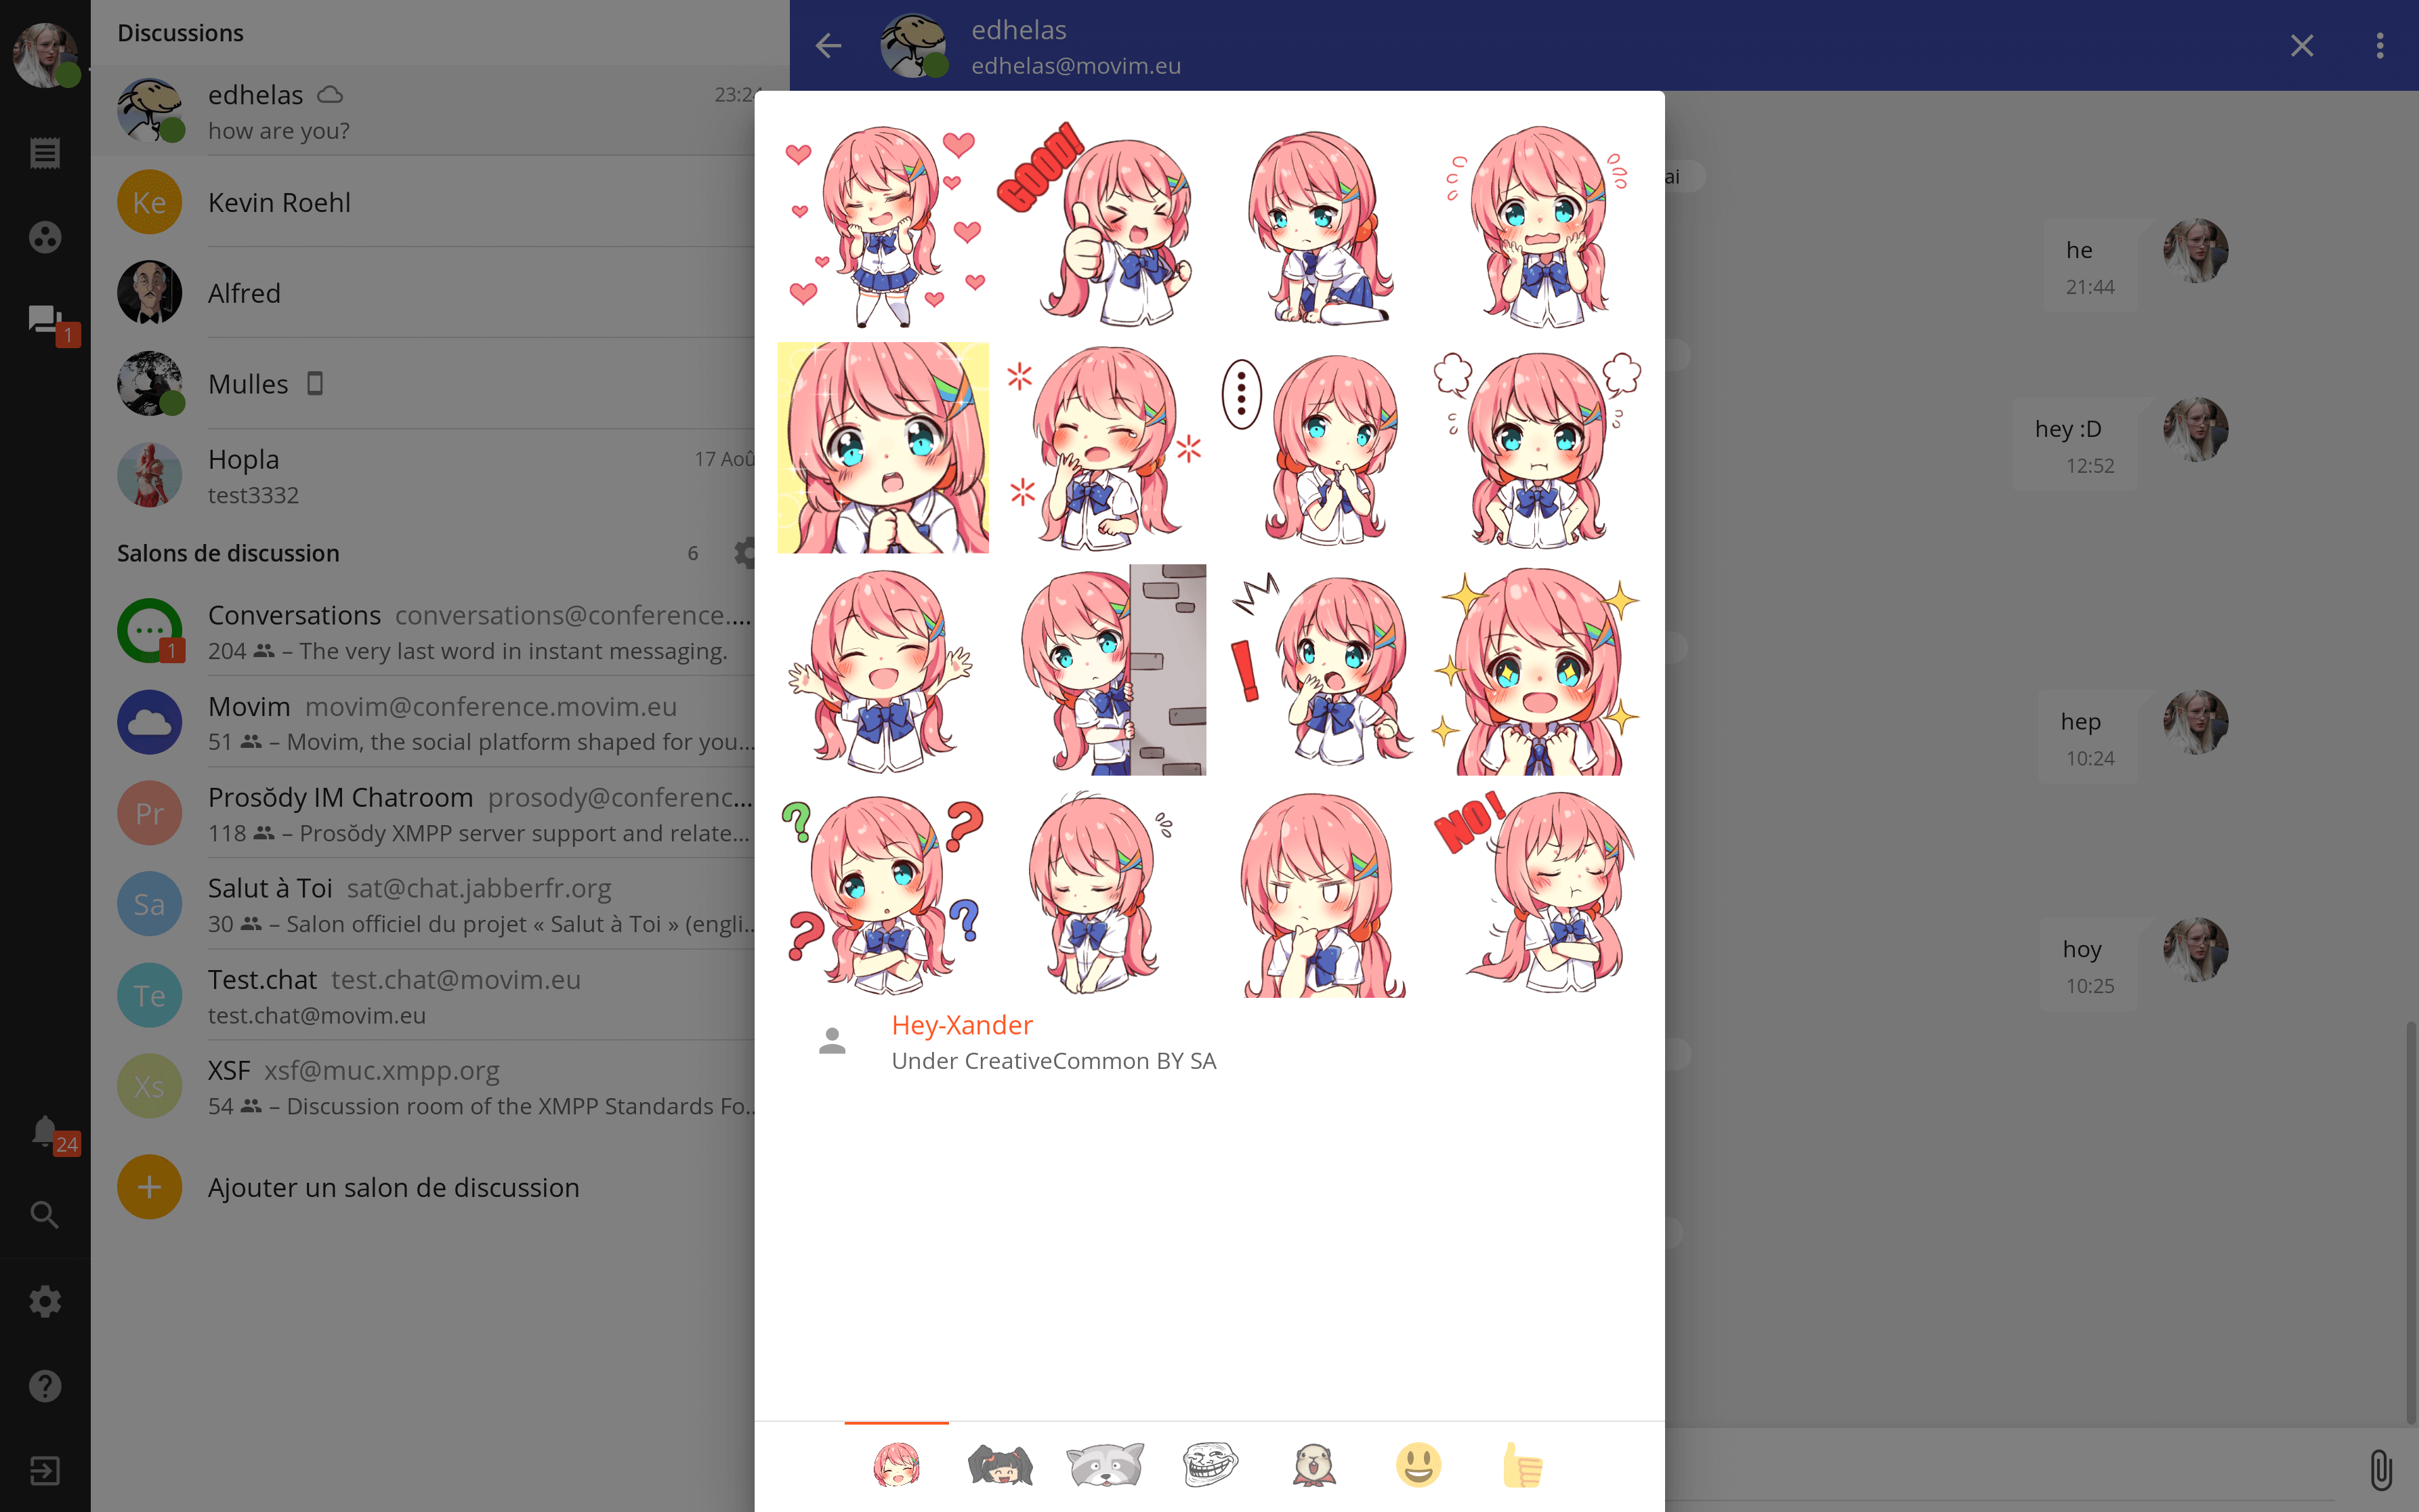 Discussions
edhelas
23:24
how are you?
Ke
Kevin Roehl
Alfred
1
Mulles
Hopla
17 Aoû
test3332
Salons de discussion
6
Conversations conversations@conference....
1
204 – The very last word in instant messaging.
Movim movim@conference.movim.eu
51 – Movim, the social platform shaped for you...
Pr
Prosŏdy IM Chatroom prosody@conferenc...
118 – Prosŏdy XMPP server support and relate...
Sa
Salut à Toi sat@chat.jabberfr.org
30 – Salon officiel du projet « Salut à Toi » (engli...
Te
Test.chat test.chat@movim.eu
test.chat@movim.eu
Xs
XSF xsf@muc.xmpp.org
54 – Discussion room of the XMPP Standards Fo...
24
Ajouter un salon de discussion
edhelas
edhelas@movim.eu
GOOD!
NO!
Hey-Xander
Under CreativeCommon BY SA
ai
he
21:44
hey :D
12:52
hep
10:24
hoy
10:25